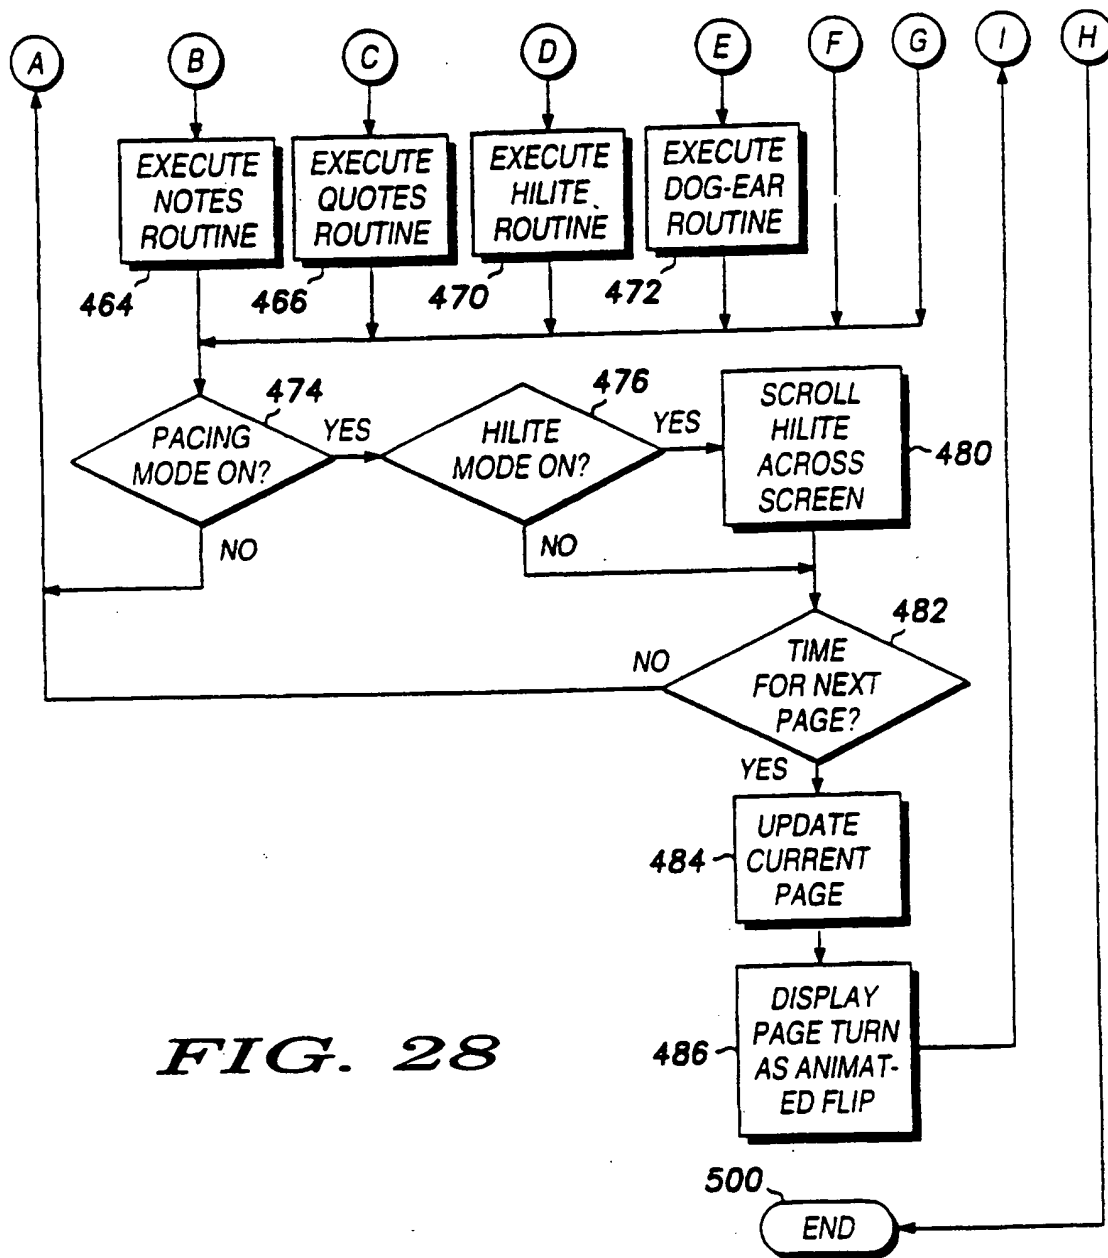 A
B
C
D
E
F
G
I
H
EXECUTE
NOTES
ROUTINE
464
EXECUTE
QUOTES
ROUTINE
466
EXECUTE
HILITE
ROUTINE
470
EXECUTE
DOG-EAR
ROUTINE
472
PACING
MODE ON?
474
YES
NO
HILITE
MODE ON?
476
YES
NO
SCROLL
HILITE
ACROSS
SCREEN
480
TIME
FOR NEXT
PAGE?
482
NO
YES
UPDATE
CURRENT
PAGE
484
DISPLAY
PAGE TURN
AS ANIMAT-
ED FLIP
486
FIG. 28
500
END